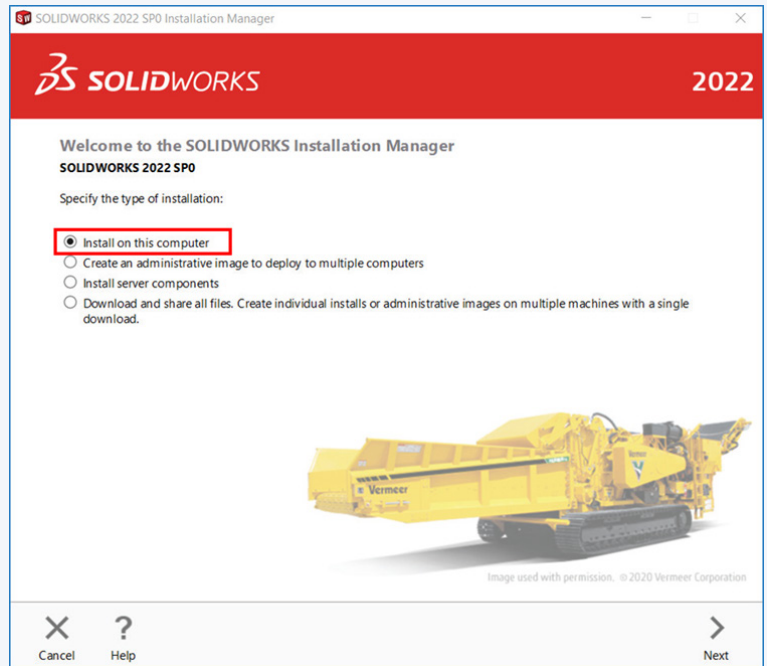 SOLIDWORKS 2022 SP0 Installation Manager
SOLIDWORKS
2022
Welcome to the SOLIDWORKS Installation Manager
SOLIDWORKS 2022 SP0
Specify the type of installation:
Install on this computer
Create an administrative image to deploy to multiple computers
Install server components
Download and share all files. Create individual installs or administrative images on multiple machines with a single
download.
Vermeer
Vermeer
Image used with permission. ©2020 Vermeer Corporation
Cancel
Help
Next